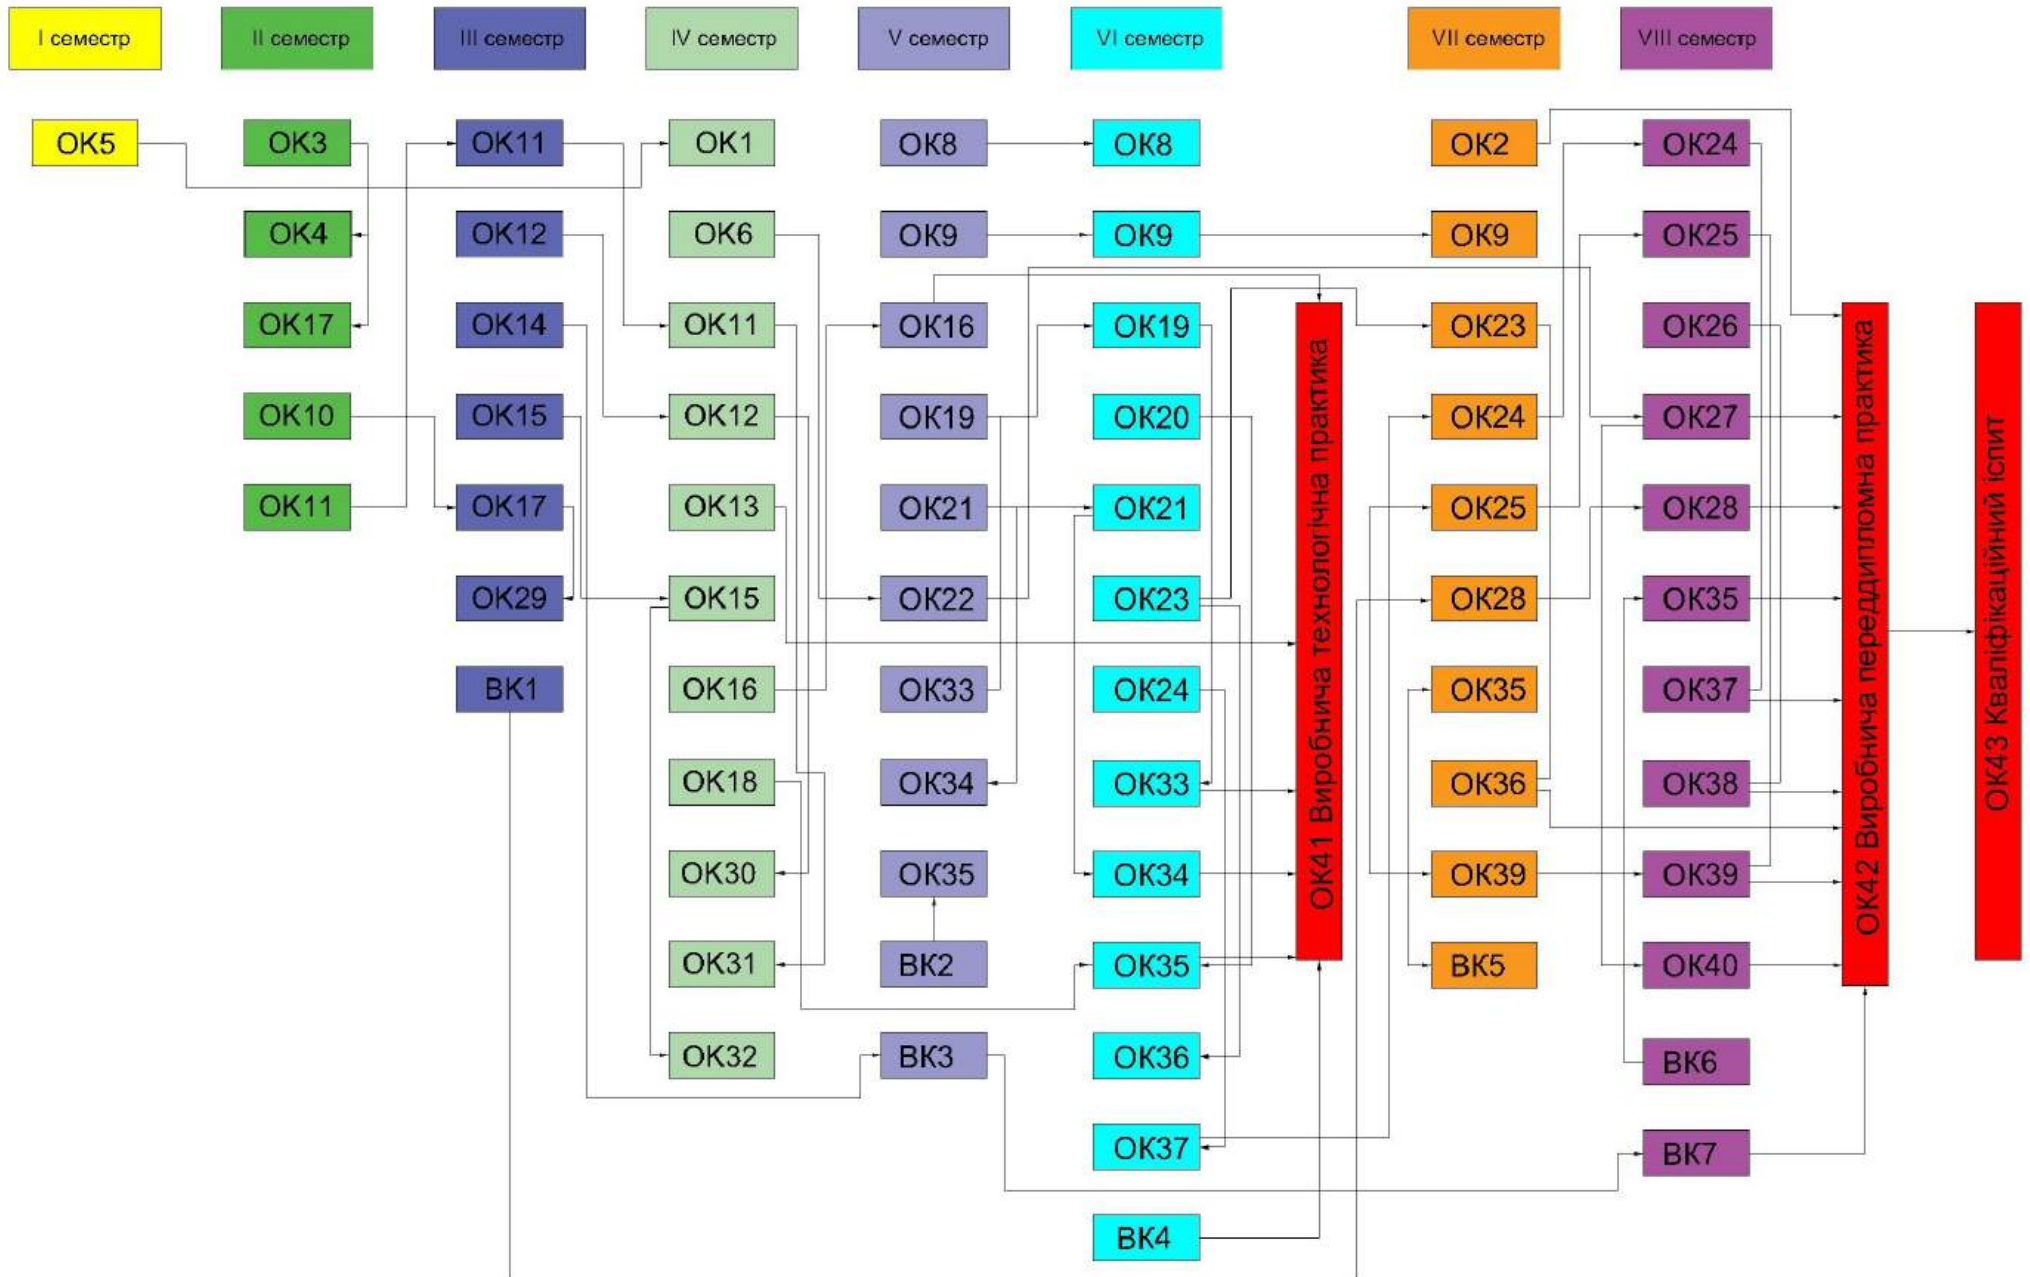 I семестр
II семестр
III семестр
IV семестр
V семестр
VI семестр
VII семестр
VIII семестр
ОК5
ОК3
ОК11
ОК1
ОК8
ОК8
ОК2
ОК24
ОК4
ОК12
ОК6
ОК9
ОК9
ОК9
ОК25
ОК17
ОК14
ОК11
ОК16
ОК19
ОК23
ОК26
ОК10
ОК15
ОК12
ОК19
ОК20
ОК24
ОК27
ОК11
ОК17
ОК13
ОК21
ОК21
ОК25
ОК28
ОК29
ОК15
ОК22
ОК23
ОК28
ОК35
ВК1
ОК16
ОК33
ОК24
ОК35
ОК37
ОК18
ОК34
ОК33
ОК36
ОК38
ОК30
ОК35
ОК34
ОК39
ОК39
ОК31
ВК2
ОК35
ВК5
ОК40
ОК32
ВК3
ОК36
ВК6
ОК37
ВК7
ВК4
ОК41 Виробнича технологічна практика
ОК42 Виробнича переддипломна практика
ОК43 Кваліфікаційний іспит